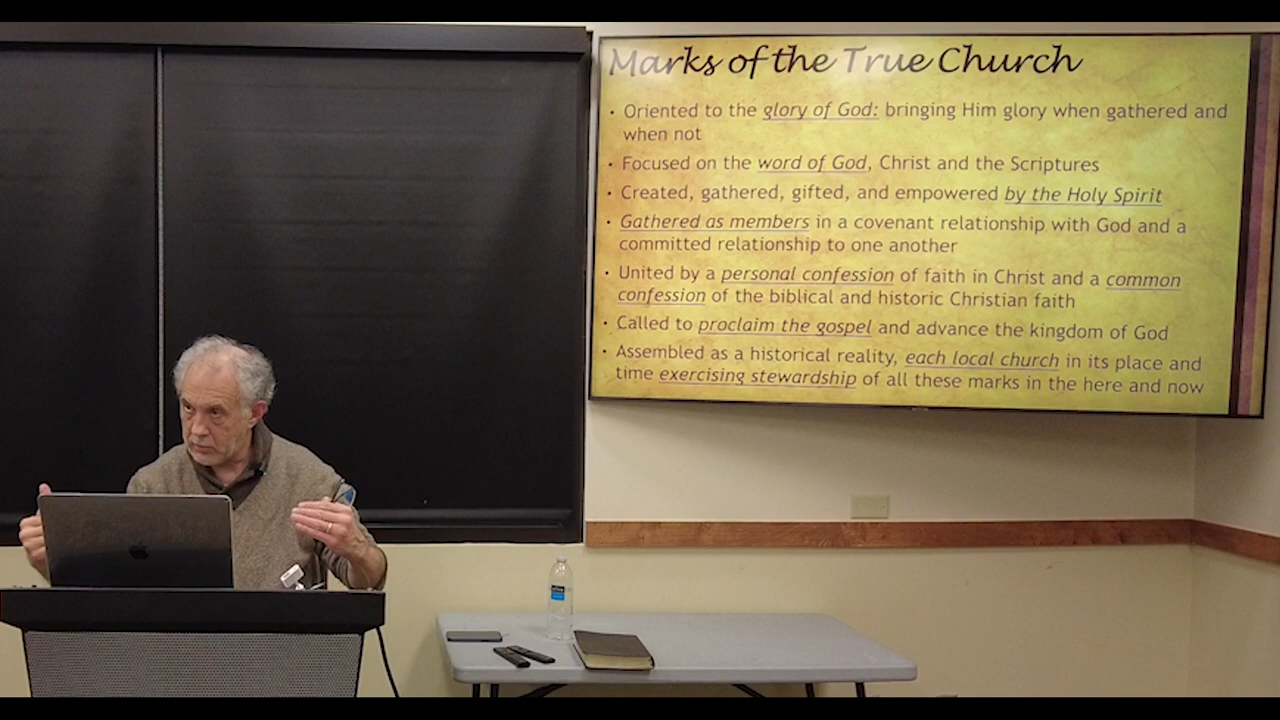 Marks of the True Church
• Oriented to the glory of God: bringing Him glory when gathered and
when not
• Focused on the word of God, Christ and the Scriptures
• Created, gathered, gifted, and empowered by the Holy Spirit
• Gathered as members in a covenant relationship with God and a
committed relationship to one another
• United by a personal confession of faith in Christ and a common
confession of the biblical and historic Christian faith
• Called to proclaim the gospel and advance the kingdom of God
• Assembled as a historical reality, each local church in its place and
time exercising stewardship of all these marks in the here and now